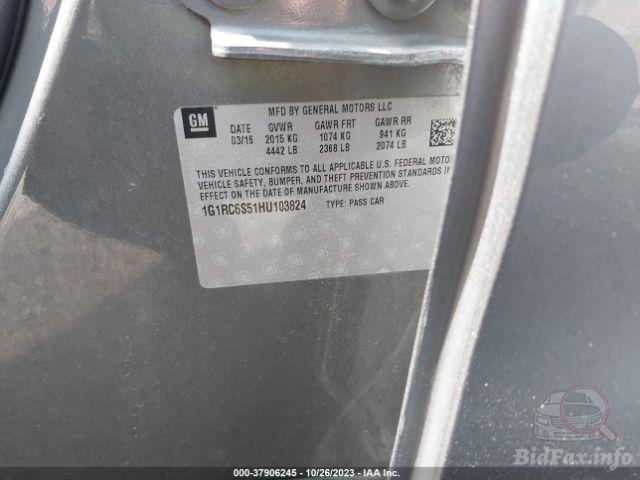 GM
MFD BY GENERAL MOTORS LLC
DATE GVWR GAWR FRT GAWR RR
03/16 2015 KG 1074 KG 941 KG
4442 LB 2368 LB 2074 LB
THIS VEHICLE CONFORMS TO ALL APPLICABLE U.S. FEDERAL MOTO
VEHICLE SAFETY, BUMPER, AND THEFT PREVENTION STANDARDS IN
EFFECT ON THE DATE OF MANUFACTURE SHOWN ABOVE.
1G1RC6S51HU103824 TYPE: PASS CAR
BidFax.info
000-37906245 - 10/26/2023 - IAA Inc.